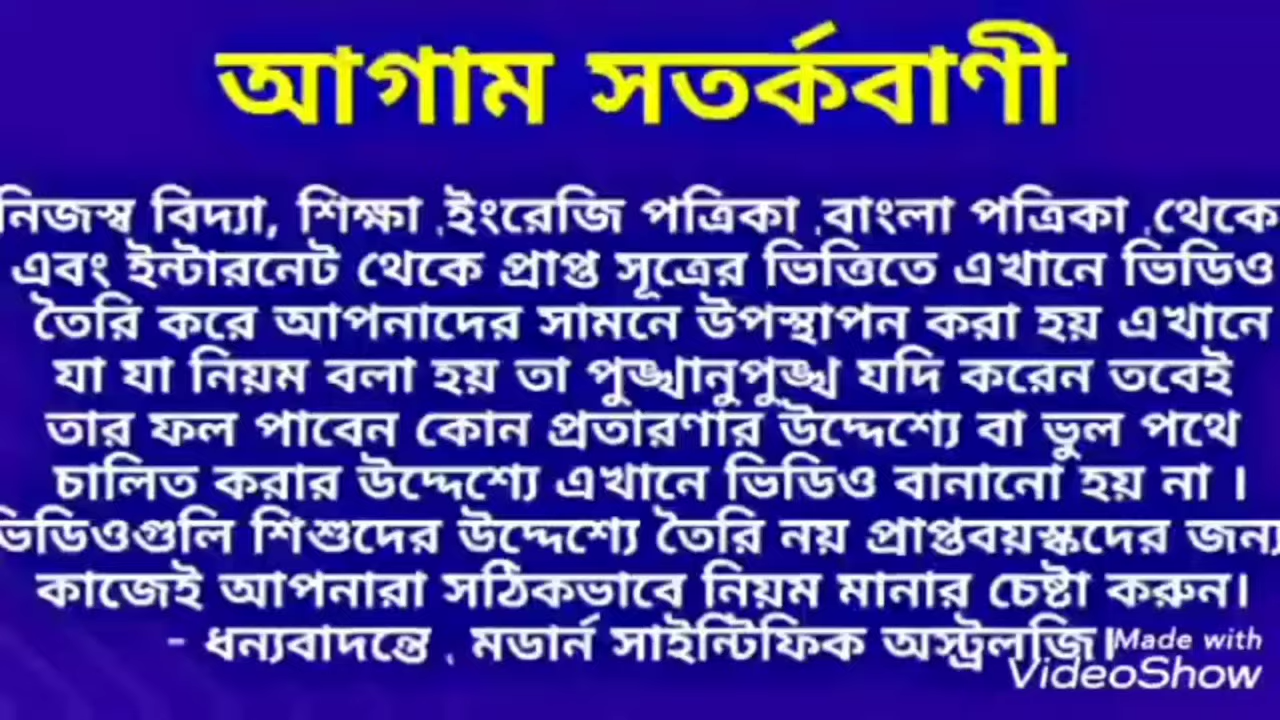 আগাম সতর্কবাণী
নিজস্ব বিদ্যা, শিক্ষা ,ইংরেজি পত্রিকা ,বাংলা পত্রিকা ,থেকে
এবং ইন্টারনেট থেকে প্রাপ্ত সূত্রের ভিত্তিতে এখানে ভিডিও
তৈরি করে আপনাদের সামনে উপস্থাপন করা হয় এখানে
যা যা নিয়ম বলা হয় তা পুঙ্খানুপুঙ্খ যদি করেন তবেই
তার ফল পাবেন কোন প্রতারণার উদ্দেশ্যে বা ভুল পথে
চালিত করার উদ্দেশ্যে এখানে ভিডিও বানানো হয় না ।
ভিডিওগুলি শিশুদের উদ্দেশ্যে তৈরি নয় প্রাপ্তবয়স্কদের জন্য
কাজেই আপনারা সঠিকভাবে নিয়ম মানার চেষ্টা করুন।
- ধন্যবাদন্তে , মডার্ন সাইন্টিফিক অস্ট্রলজি।
Made with
VideoShow